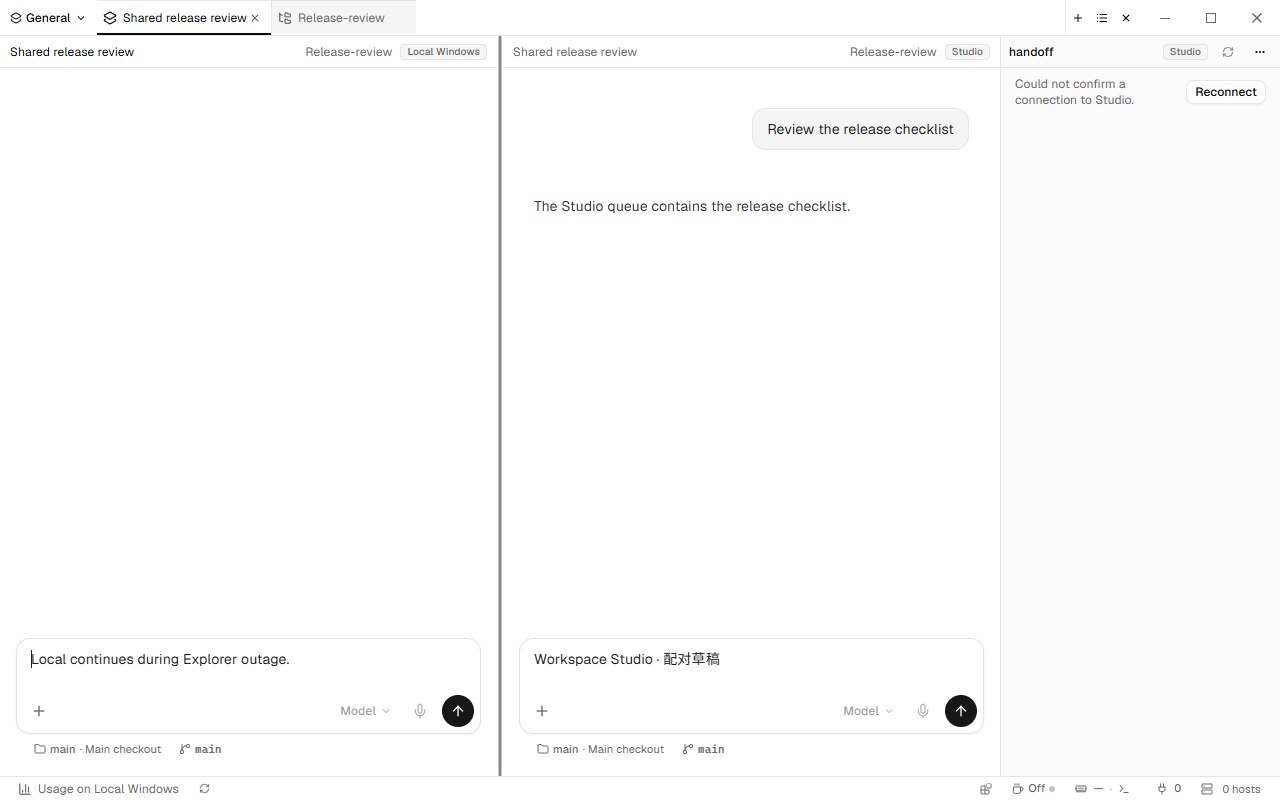 General
Shared release review
Release-review
Shared release review
Release-review
Local Windows
Shared release review
Release-review
Studio
handoff
Studio
Could not confirm a
connection to Studio.
Reconnect
Review the release checklist
The Studio queue contains the release checklist.
Local continues during Explorer outage.
Model
main · Main checkout
main
Workspace Studio · 配对草稿
Model
main · Main checkout
main
Usage on Local Windows
Off
— ·
0
0 hosts